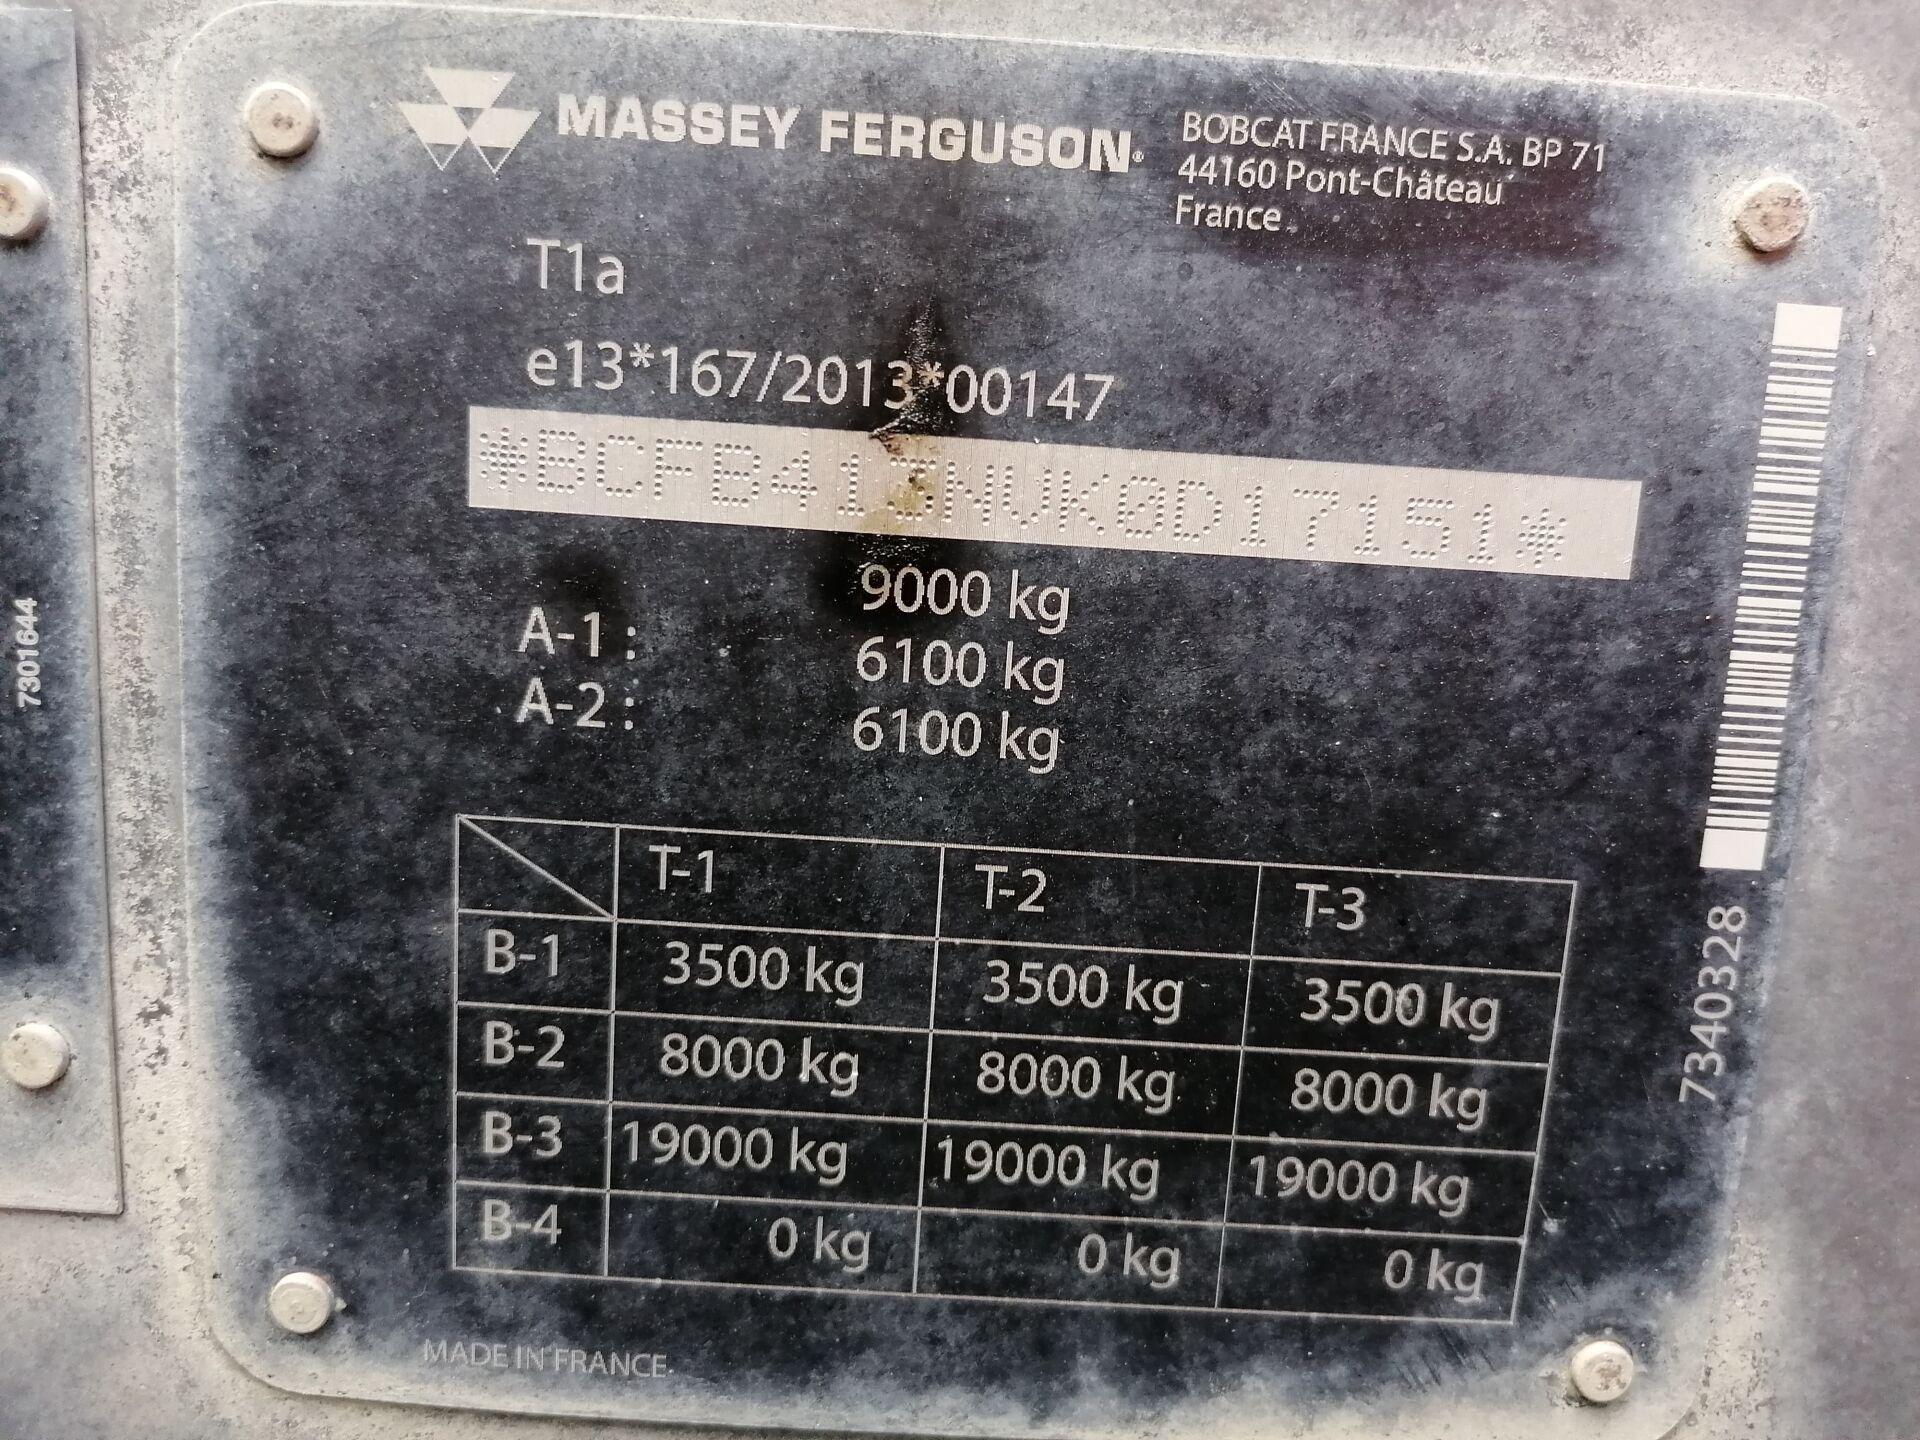 MASSEY FERGUSON
BOBCAT FRANCE S.A. BP 71
44160 Pont-Château
France
T1a
e13*167/2013*00147
*BCFB413NVK0D17151*
9000 kg
A-1 : 6100 kg
A-2 : 6100 kg
T-1 T-2 T-3
B-1 3500 kg 3500 kg 3500 kg
B-2 8000 kg 8000 kg 8000 kg
B-3 19000 kg 19000 kg 19000 kg
B-4 0 kg 0 kg 0 kg
MADE IN FRANCE
7340328
7301644